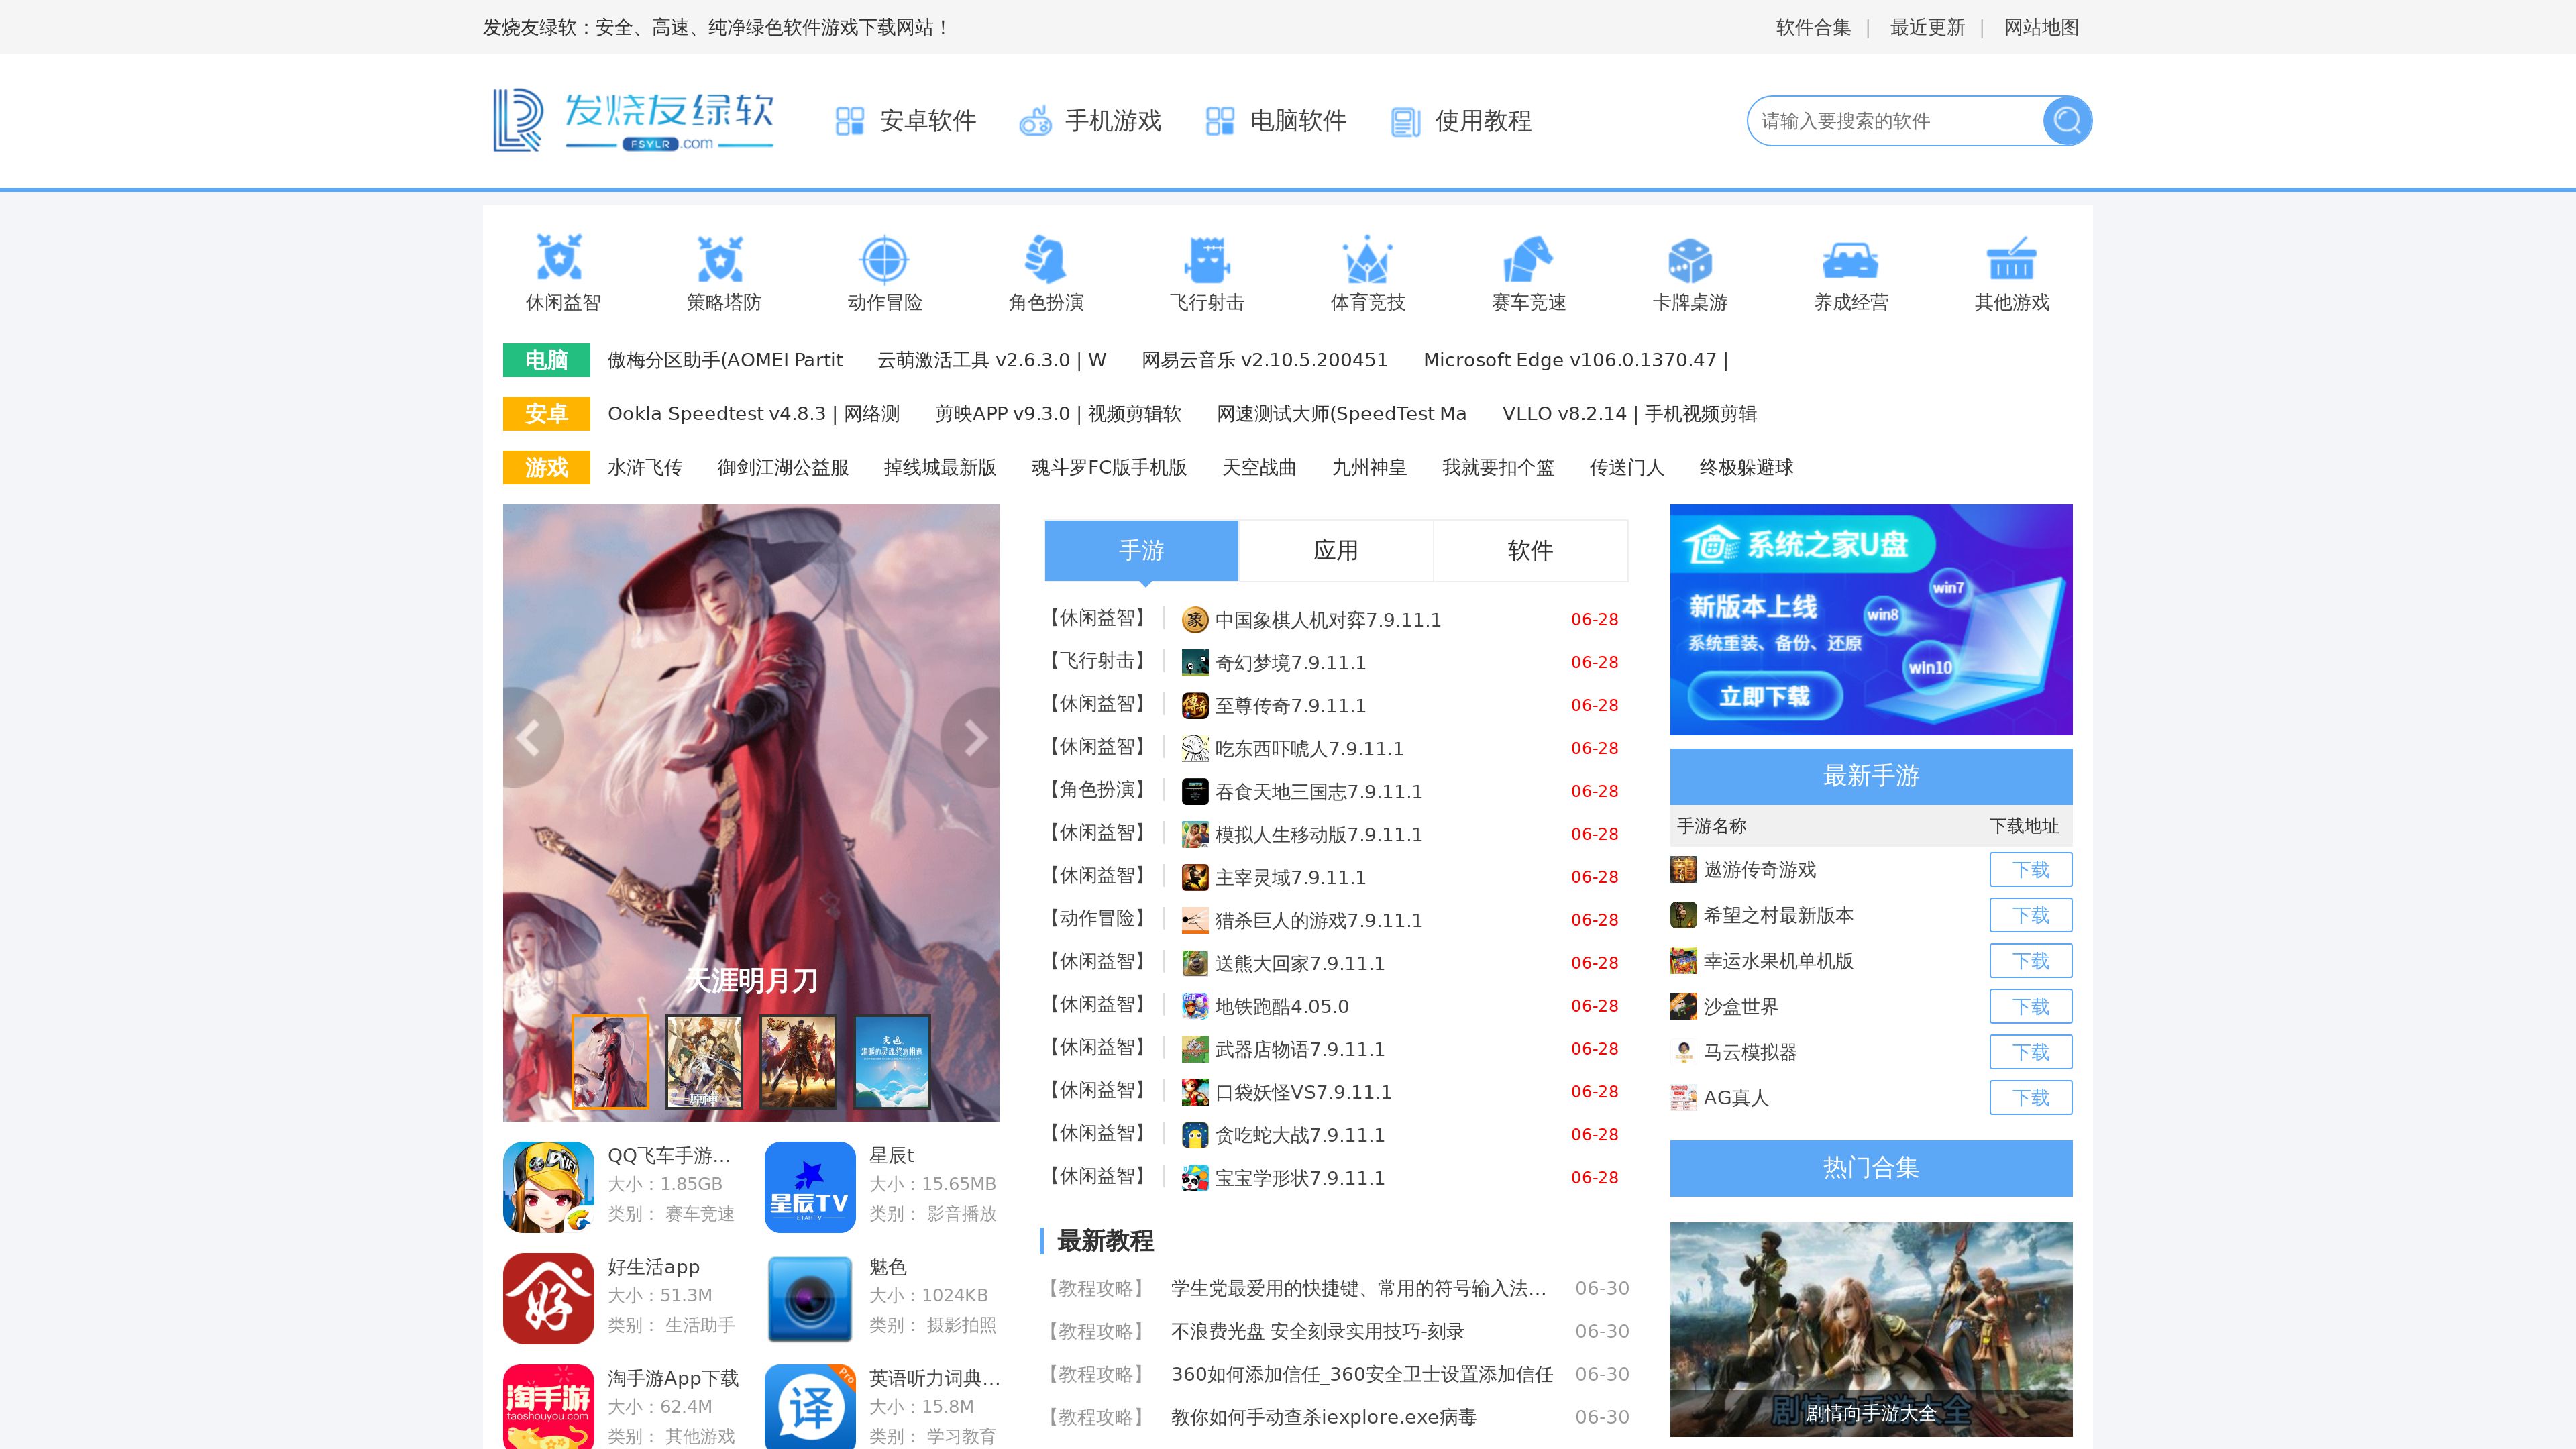 发烧友绿软：安全、高速、纯净绿色软件游戏下载网站！
软件合集 | 最近更新 | 网站地图
发烧友绿软
FSYLR.com
安卓软件 手机游戏 电脑软件 使用教程
请输入要搜索的软件
休闲益智 策略塔防 动作冒险 角色扮演 飞行射击 体育竞技 赛车竞速 卡牌桌游 养成经营 其他游戏
电脑 傲梅分区助手(AOMEI Partit 云萌激活工具 v2.6.3.0 | W 网易云音乐 v2.10.5.200451 Microsoft Edge v106.0.1370.47 |
安卓 Ookla Speedtest v4.8.3 | 网络测 剪映APP v9.3.0 | 视频剪辑软 网速测试大师(SpeedTest Ma VLLO v8.2.14 | 手机视频剪辑
游戏 水浒飞传 御剑江湖公益服 掉线城最新版 魂斗罗FC版手机版 天空战曲 九州神皇 我就要扣个篮 传送门人 终极躲避球
天涯明月刀
QQ飞车手游...
大小：1.85GB
类别： 赛车竞速
星辰TV
STAR TV
星辰t
大小：15.65MB
类别： 影音播放
好生活app
大小：51.3M
类别： 生活助手
魅色
大小：1024KB
类别： 摄影拍照
淘手游
taoshouyou.com
淘手游App下载
大小：62.4M
类别： 其他游戏
译
Pro
英语听力词典...
大小：15.8M
类别： 学习教育
手游 应用 软件
【休闲益智】 中国象棋人机对弈7.9.11.1 06-28
【飞行射击】 奇幻梦境7.9.11.1 06-28
【休闲益智】 至尊传奇7.9.11.1 06-28
【休闲益智】 吃东西吓唬人7.9.11.1 06-28
【角色扮演】 吞食天地三国志7.9.11.1 06-28
【休闲益智】 模拟人生移动版7.9.11.1 06-28
【休闲益智】 主宰灵域7.9.11.1 06-28
【动作冒险】 猎杀巨人的游戏7.9.11.1 06-28
【休闲益智】 送熊大回家7.9.11.1 06-28
【休闲益智】 地铁跑酷4.05.0 06-28
【休闲益智】 武器店物语7.9.11.1 06-28
【休闲益智】 口袋妖怪VS7.9.11.1 06-28
【休闲益智】 贪吃蛇大战7.9.11.1 06-28
【休闲益智】 宝宝学形状7.9.11.1 06-28
最新教程
【教程攻略】 学生党最爱用的快捷键、常用的符号输入法... 06-30
【教程攻略】 不浪费光盘 安全刻录实用技巧-刻录 06-30
【教程攻略】 360如何添加信任_360安全卫士设置添加信任 06-30
【教程攻略】 教你如何手动查杀iexplore.exe病毒 06-30
系统之家U盘
新版本上线
系统重装、备份、还原
立即下载
win7
win8
win10
最新手游
手游名称 下载地址
遨游传奇游戏 下载
希望之村最新版本 下载
幸运水果机单机版 下载
沙盒世界 下载
马云模拟器 下载
AG真人 下载
热门合集
剧情向手游大全